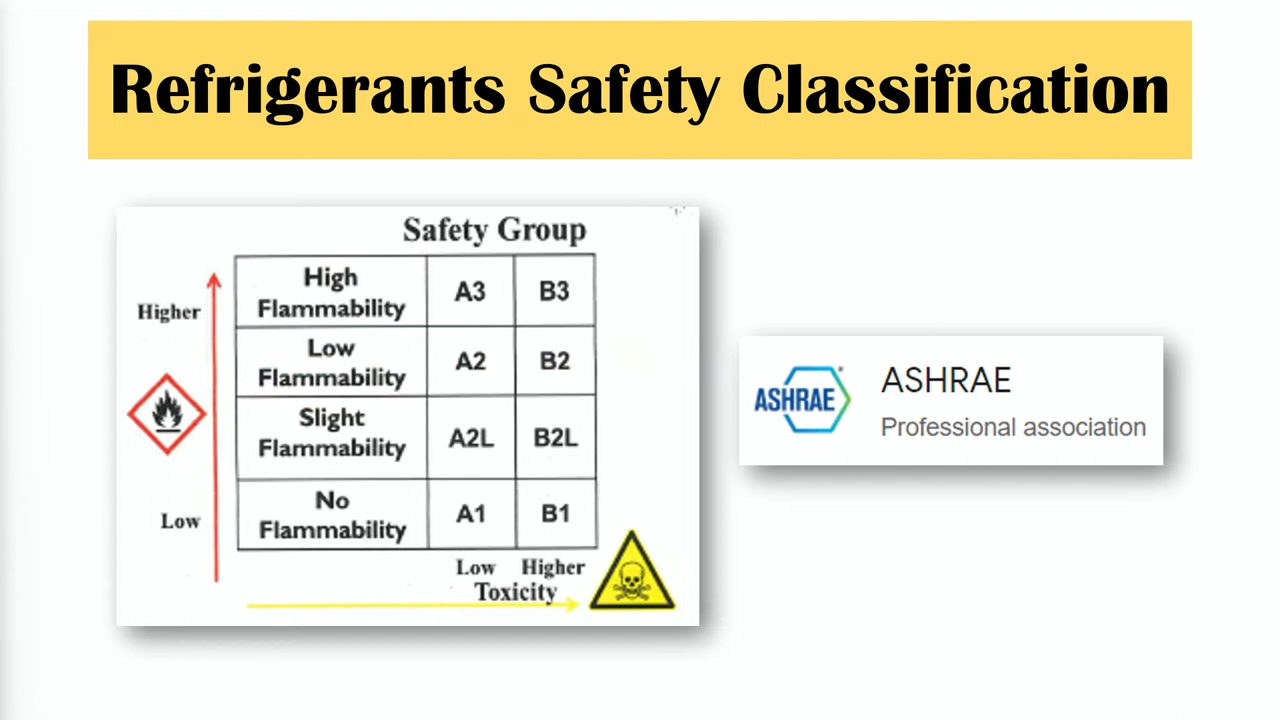 Refrigerants Safety Classification
Safety Group
High
Flammability
A3
B3
Higher
Low
Flammability
A2
B2
Slight
Flammability
A2L
B2L
No
Flammability
A1
B1
Low
Low
Higher
Toxicity
ASHRAE
ASHRAE
Professional association